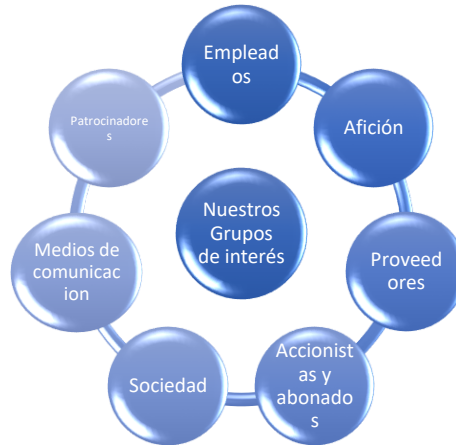 Emplead
os
Afición
Proveed
ores
Accionist
as y
abonado
s
Sociedad
Medios de
comunicac
ion
Patrocinadore
s
Nuestros
Grupos
de interés